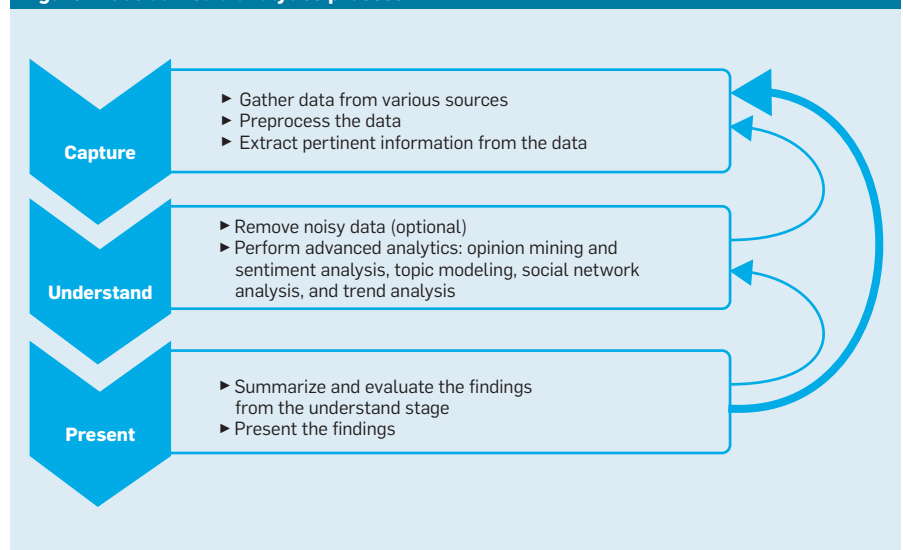 Capture
► Gather data from various sources
► Preprocess the data
► Extract pertinent information from the data
Understand
► Remove noisy data (optional)
► Perform advanced analytics: opinion mining and
sentiment analysis, topic modeling, social network
analysis, and trend analysis
Present
► Summarize and evaluate the findings
from the understand stage
► Present the findings